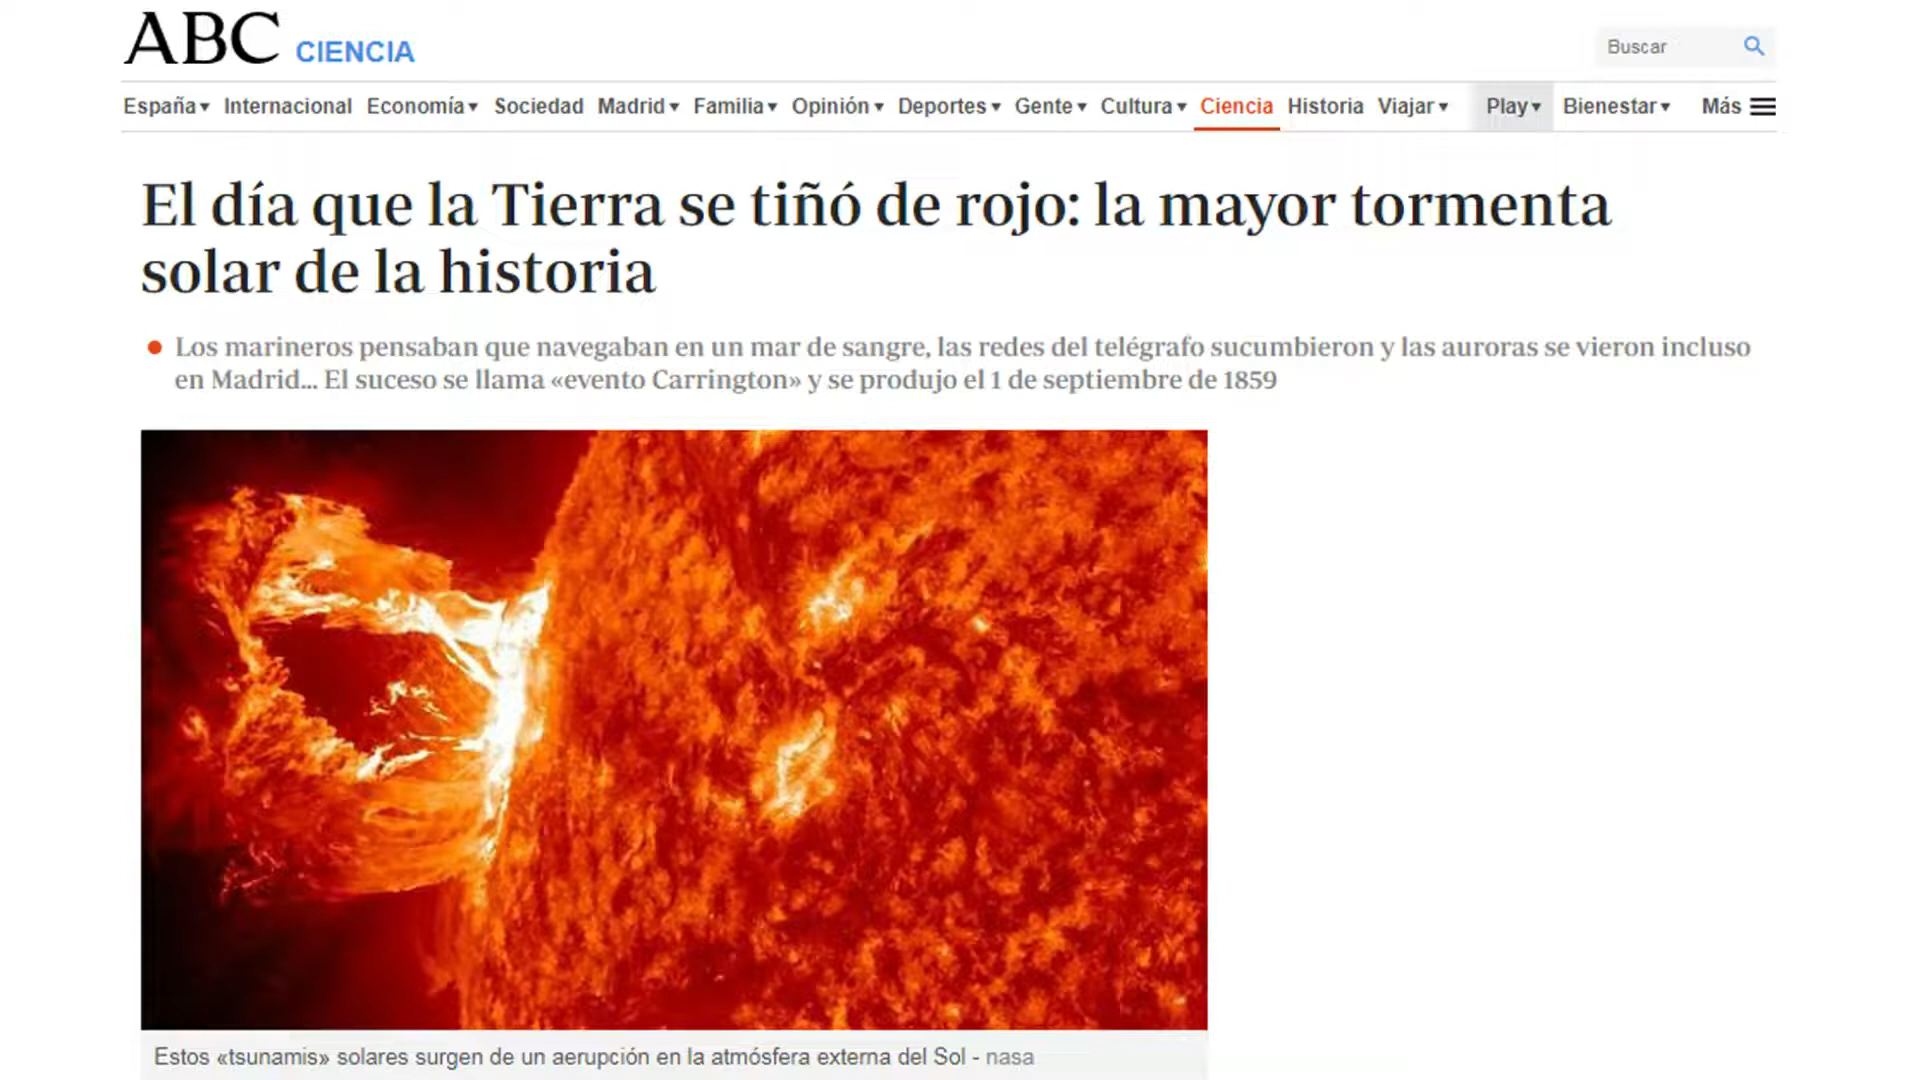 ABC CIENCIA
Buscar
España Internacional Economía Sociedad Madrid Familia Opinión Deportes Gente Cultura Ciencia Historia Viajar Play Bienestar Más
El día que la Tierra se tiñó de rojo: la mayor tormenta
solar de la historia
Los marineros pensaban que navegaban en un mar de sangre, las redes del telégrafo sucumbieron y las auroras se vieron incluso
en Madrid... El suceso se llama «evento Carrington» y se produjo el 1 de septiembre de 1859
Estos «tsunamis» solares surgen de un aerupción en la atmósfera externa del Sol - nasa